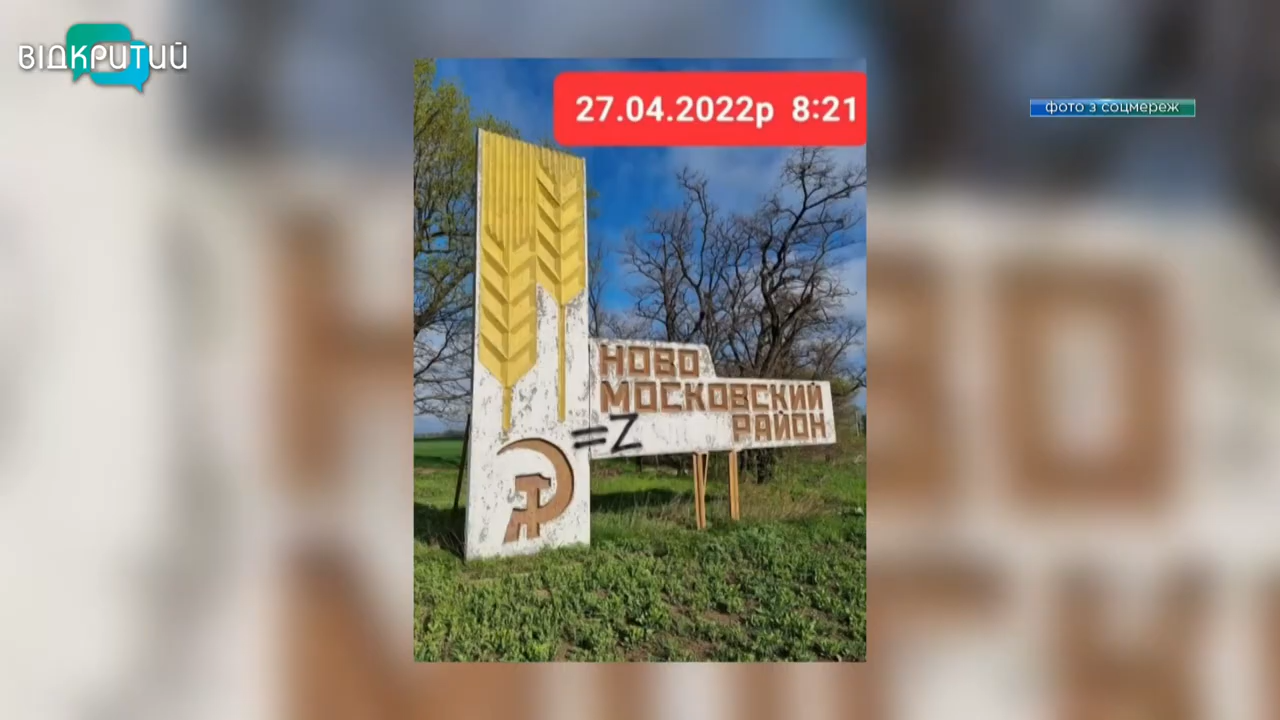 ВІДКРИТИЙ
27.04.2022р 8:21
фото з соцмереж
НОВО
МОСКОВСКИЙ
РАЙОН
=Z